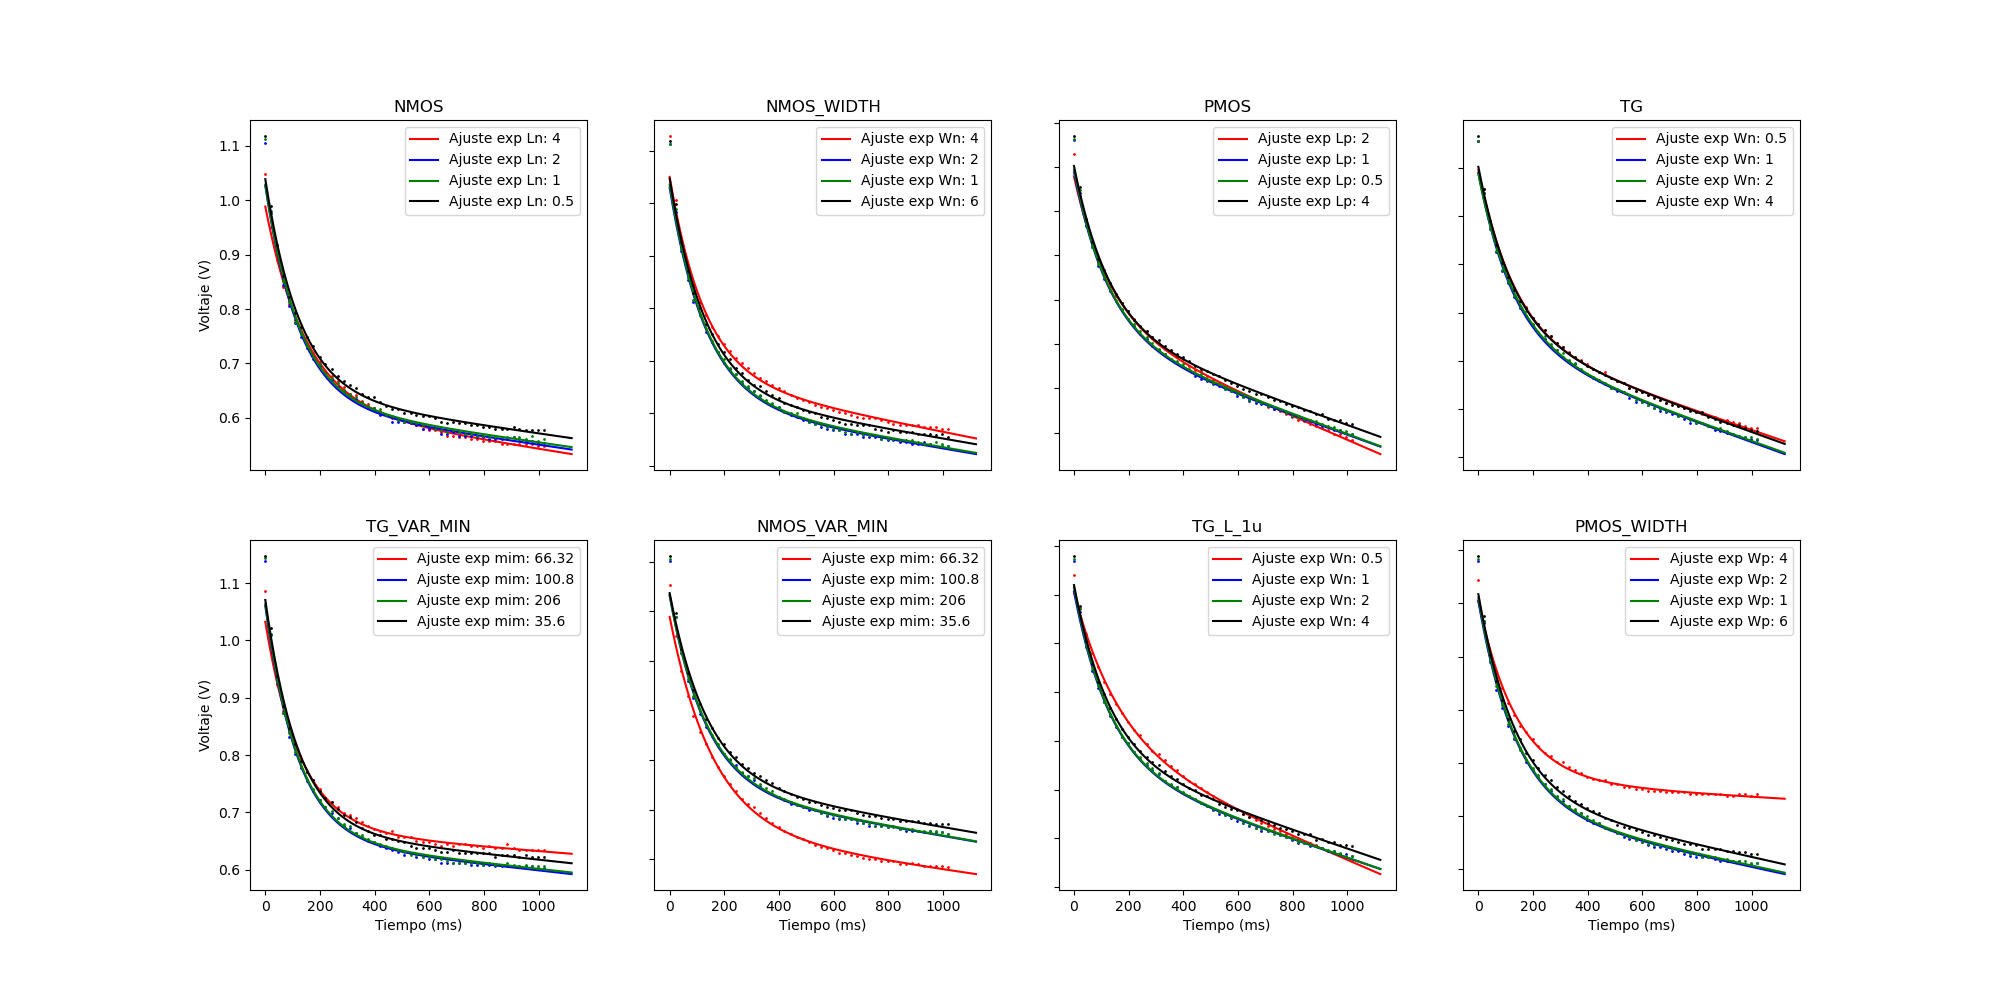 NMOS
NMOS_WIDTH
PMOS
TG
Voltaje (V)
1.1
1.0
0.9
0.8
0.7
0.6
Ajuste exp Ln: 4
Ajuste exp Ln: 2
Ajuste exp Ln: 1
Ajuste exp Ln: 0.5
Ajuste exp Wn: 4
Ajuste exp Wn: 2
Ajuste exp Wn: 1
Ajuste exp Wn: 6
Ajuste exp Lp: 2
Ajuste exp Lp: 1
Ajuste exp Lp: 0.5
Ajuste exp Lp: 4
Ajuste exp Wn: 0.5
Ajuste exp Wn: 1
Ajuste exp Wn: 2
Ajuste exp Wn: 4
TG_VAR_MIN
NMOS_VAR_MIN
TG_L_1u
PMOS_WIDTH
Voltaje (V)
1.1
1.0
0.9
0.8
0.7
0.6
Ajuste exp mim: 66.32
Ajuste exp mim: 100.8
Ajuste exp mim: 206
Ajuste exp mim: 35.6
Ajuste exp mim: 66.32
Ajuste exp mim: 100.8
Ajuste exp mim: 206
Ajuste exp mim: 35.6
Ajuste exp Wn: 0.5
Ajuste exp Wn: 1
Ajuste exp Wn: 2
Ajuste exp Wn: 4
Ajuste exp Wp: 4
Ajuste exp Wp: 2
Ajuste exp Wp: 1
Ajuste exp Wp: 6
0 200 400 600 800 1000
0 200 400 600 800 1000
0 200 400 600 800 1000
0 200 400 600 800 1000
Tiempo (ms)
Tiempo (ms)
Tiempo (ms)
Tiempo (ms)